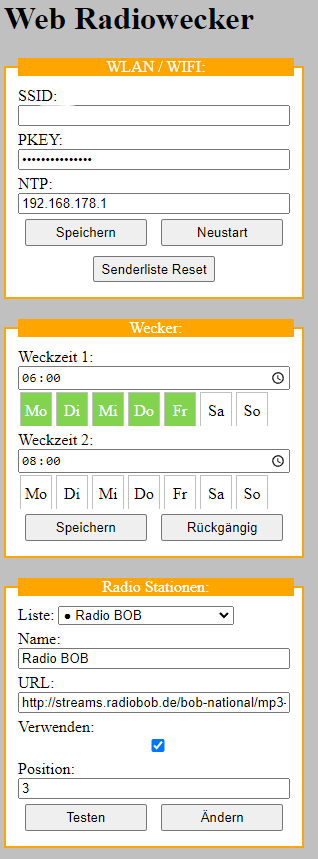 Web Radiowecker
WLAN / WIFI:
SSID:
PKEY:
•••••••••••••••
NTP:
192.168.178.1
Speichern Neustart
Senderliste Reset
Wecker:
Weckzeit 1:
06:00
Mo Di Mi Do Fr Sa So
Weckzeit 2:
08:00
Mo Di Mi Do Fr Sa So
Speichern Rückgängig
Radio Stationen:
Liste: ● Radio BOB
Name:
Radio BOB
URL:
http://streams.radiobob.de/bob-national/mp3-
Verwenden:
Position:
3
Testen Ändern